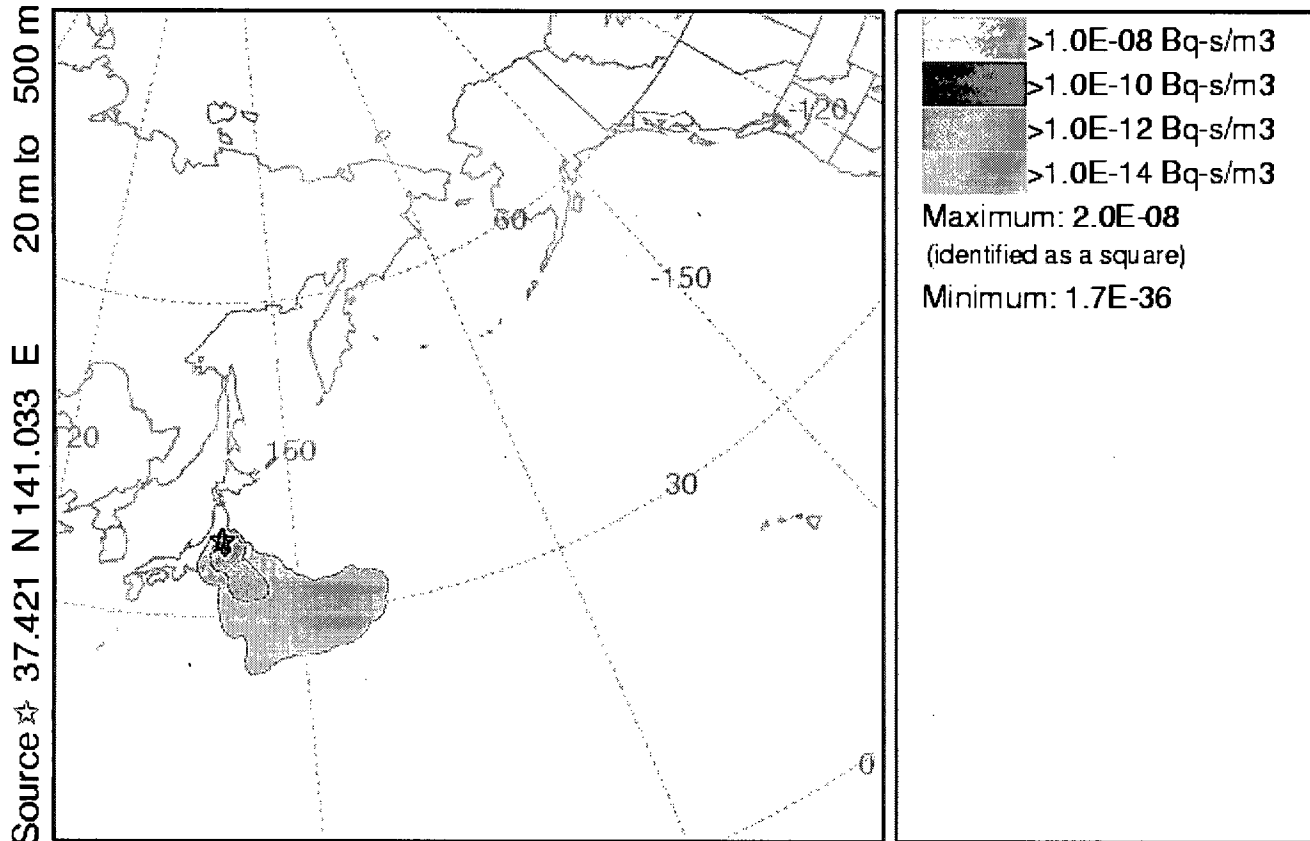 Source ☆ 37.421 N 141.033 E 20 m to 500 m
-120
60
-150
20
160
30
0
>1.0E-08 Bq-s/m3
>1.0E-10 Bq-s/m3
>1.0E-12 Bq-s/m3
>1.0E-14 Bq-s/m3
Maximum: 2.0E-08
(identified as a square)
Minimum: 1.7E-36